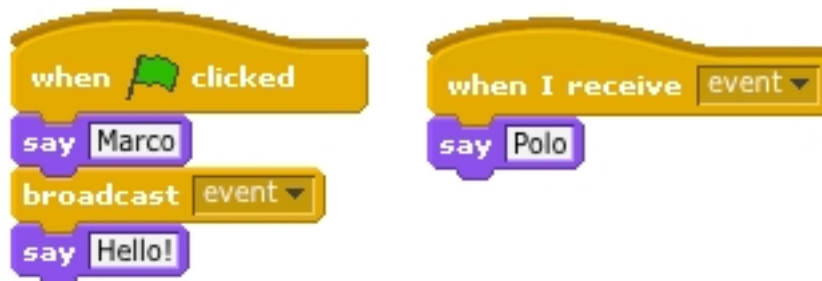 when clicked
say Marco
broadcast event
say Hello!
when I receive event
say Polo